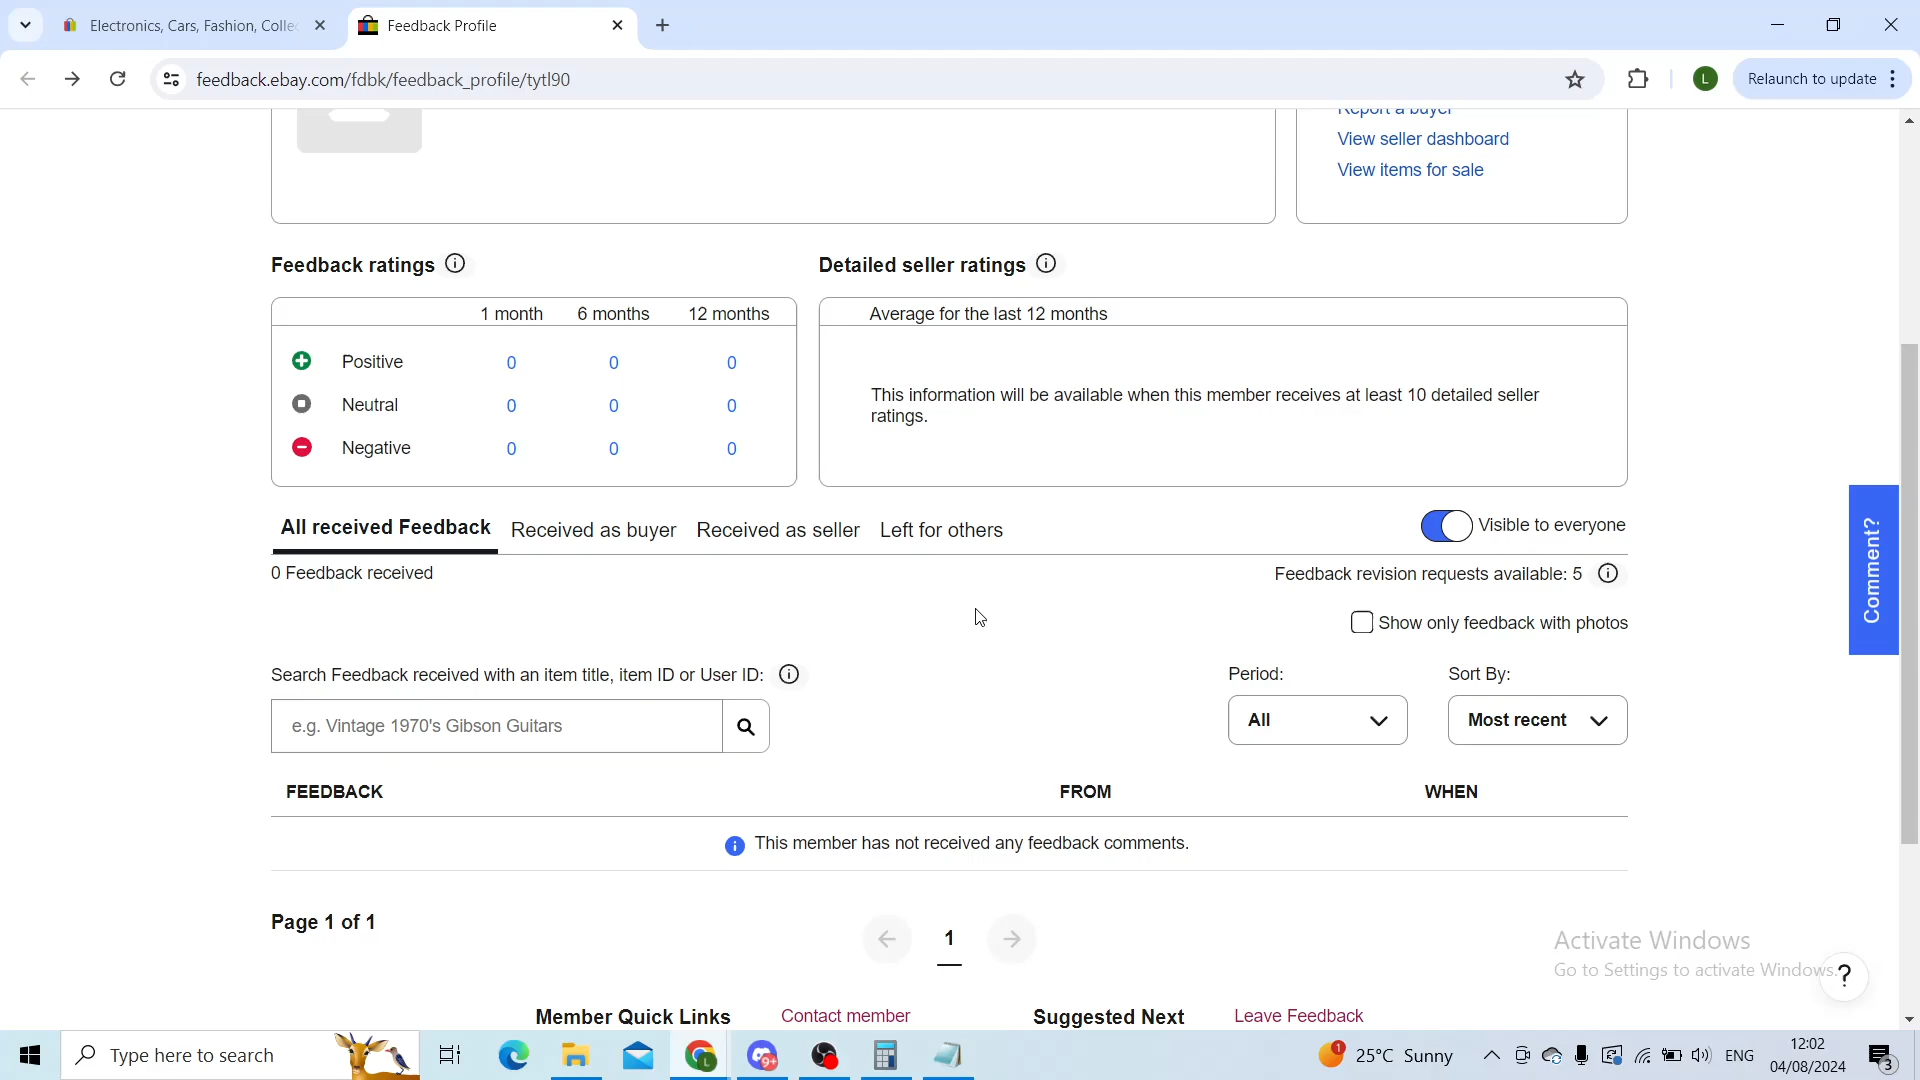 Electronics, Cars, Fashion, Colle
Feedback Profile
feedback.ebay.com/fdbk/feedback_profile/tytl90
L
Relaunch to update
Report a buyer
View seller dashboard
View items for sale
Feedback ratings
Detailed seller ratings
1 month 6 months 12 months
Average for the last 12 months
Positive 0 0 0
Neutral 0 0 0
Negative 0 0 0
This information will be available when this member receives at least 10 detailed seller
ratings.
All received Feedback Received as buyer Received as seller Left for others
Visible to everyone
0 Feedback received
Feedback revision requests available: 5
Comment?
Show only feedback with photos
Search Feedback received with an item title, item ID or User ID:
Period:
Sort By:
e.g. Vintage 1970's Gibson Guitars
All
Most recent
FEEDBACK FROM WHEN
This member has not received any feedback comments.
Page 1 of 1
1
Activate Windows
Go to Settings to activate Windows.
?
Member Quick Links
Contact member
Suggested Next
Leave Feedback
Type here to search
L
9+
1
25°C Sunny
ENG
12:02
04/08/2024
3